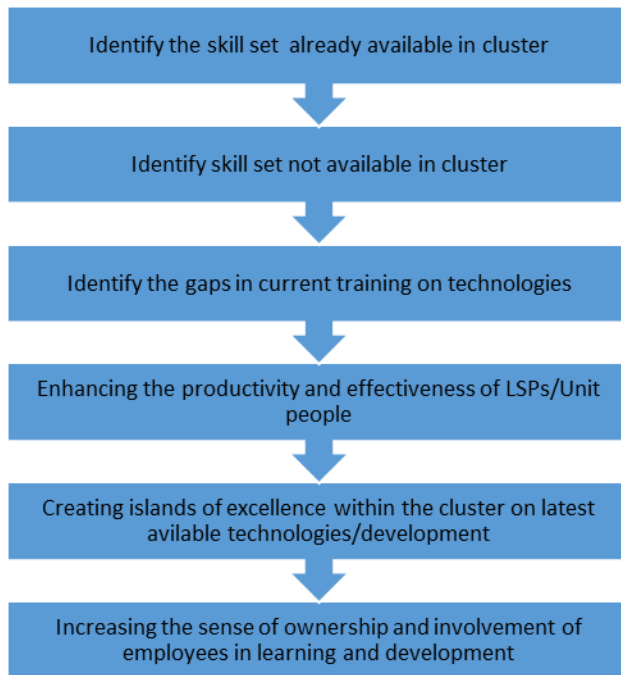 Identify the skill set already available in cluster
Identify skill set not available in cluster
Identify the gaps in current training on technologies
Enhancing the productivity and effectiveness of LSPs/Unit
people
Creating islands of excellence within the cluster on latest
avilable technologies/development
Increasing the sense of ownership and involvement of
employees in learning and development